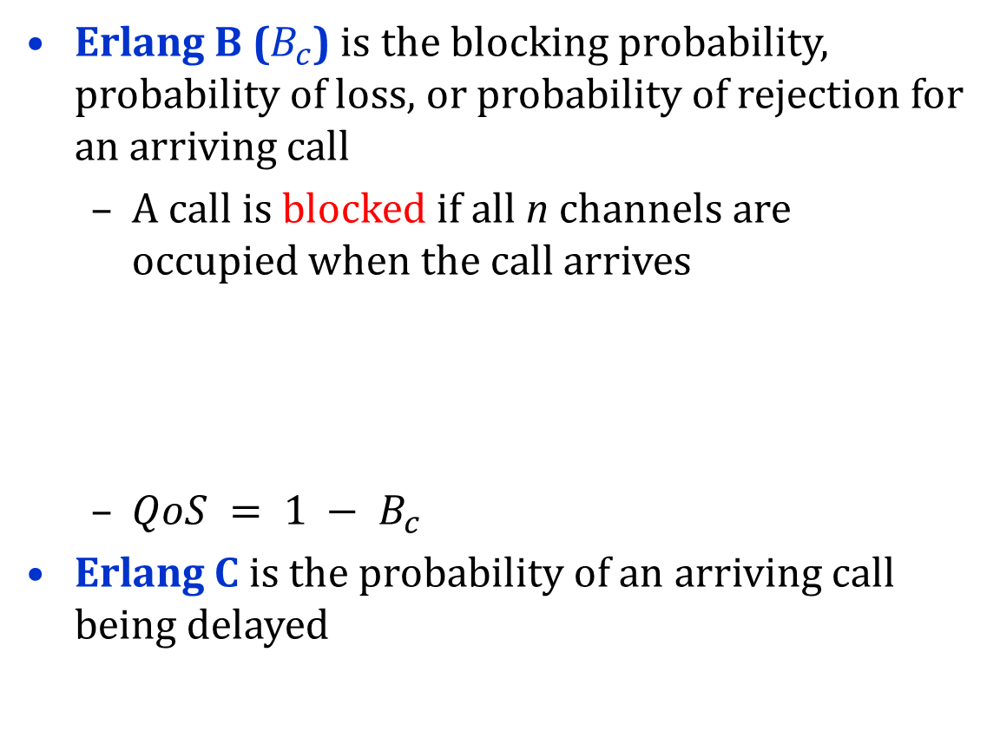 • Erlang B (Bc) is the blocking probability,
probability of loss, or probability of rejection for
an arriving call
– A call is blocked if all n channels are
occupied when the call arrives
– QoS = 1 − Bc
• Erlang C is the probability of an arriving call
being delayed